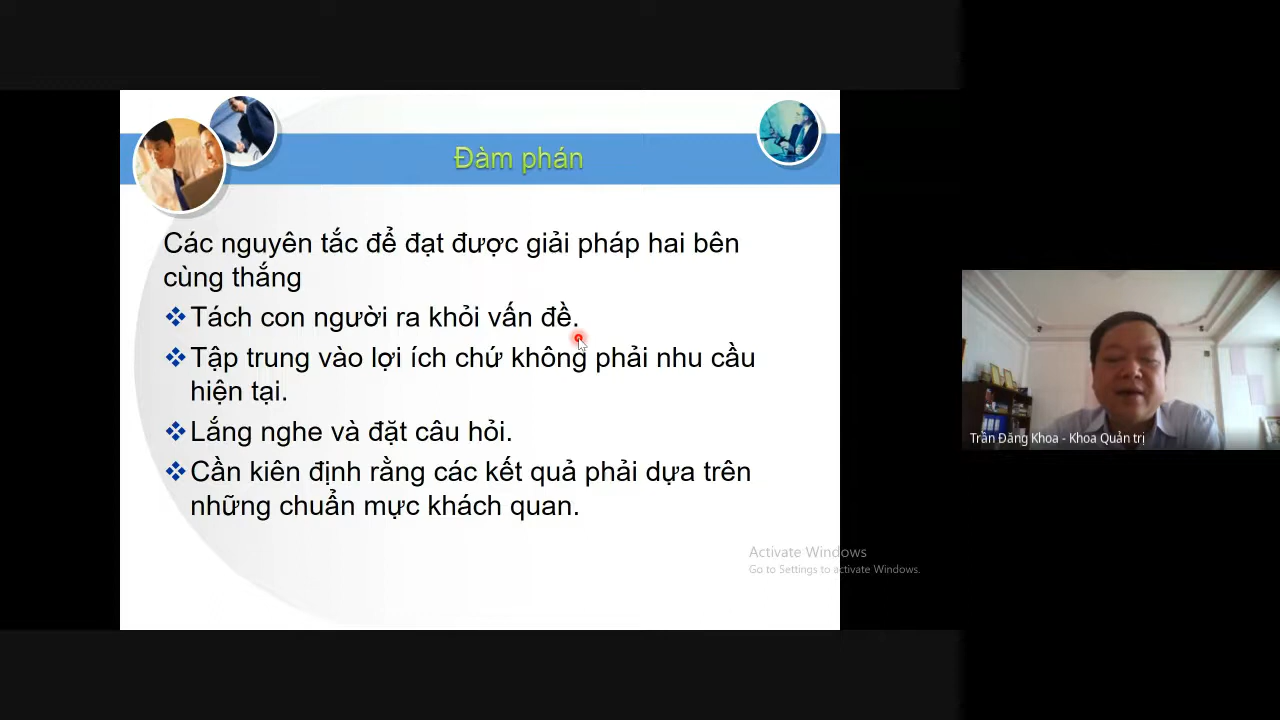 Đàm phán
Các nguyên tắc để đạt được giải pháp hai bên
cùng thắng
Tách con người ra khỏi vấn đề.
Tập trung vào lợi ích chứ không phải nhu cầu
hiện tại.
Lắng nghe và đặt câu hỏi.
Cần kiên định rằng các kết quả phải dựa trên
những chuẩn mực khách quan.
Trần Đăng Khoa - Khoa Quản trị
Activate Windows
Go to Settings to activate Windows.